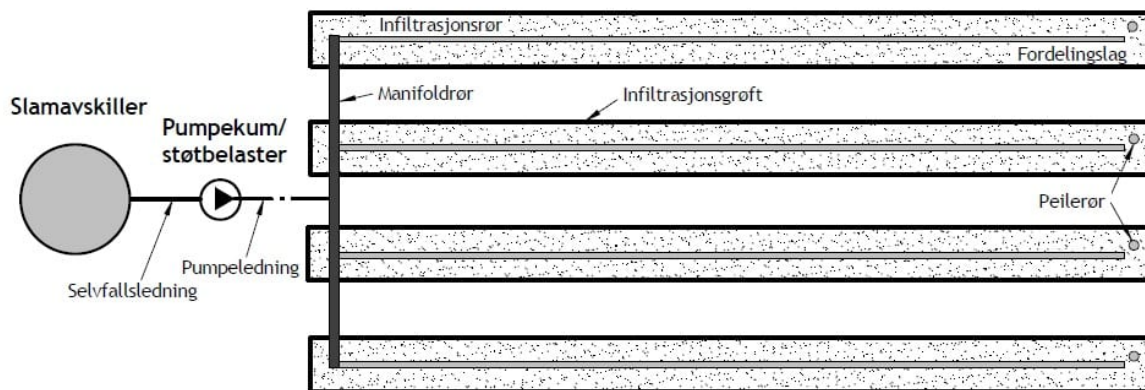 Infiltrasjonsrør
Fordelingslag
Slamavskiller
Manifoldrør
Infiltrasjonsgrøft
Pumpekum/
støtbelaster
Peilerør
Pumpeledning
Selvfallsledning